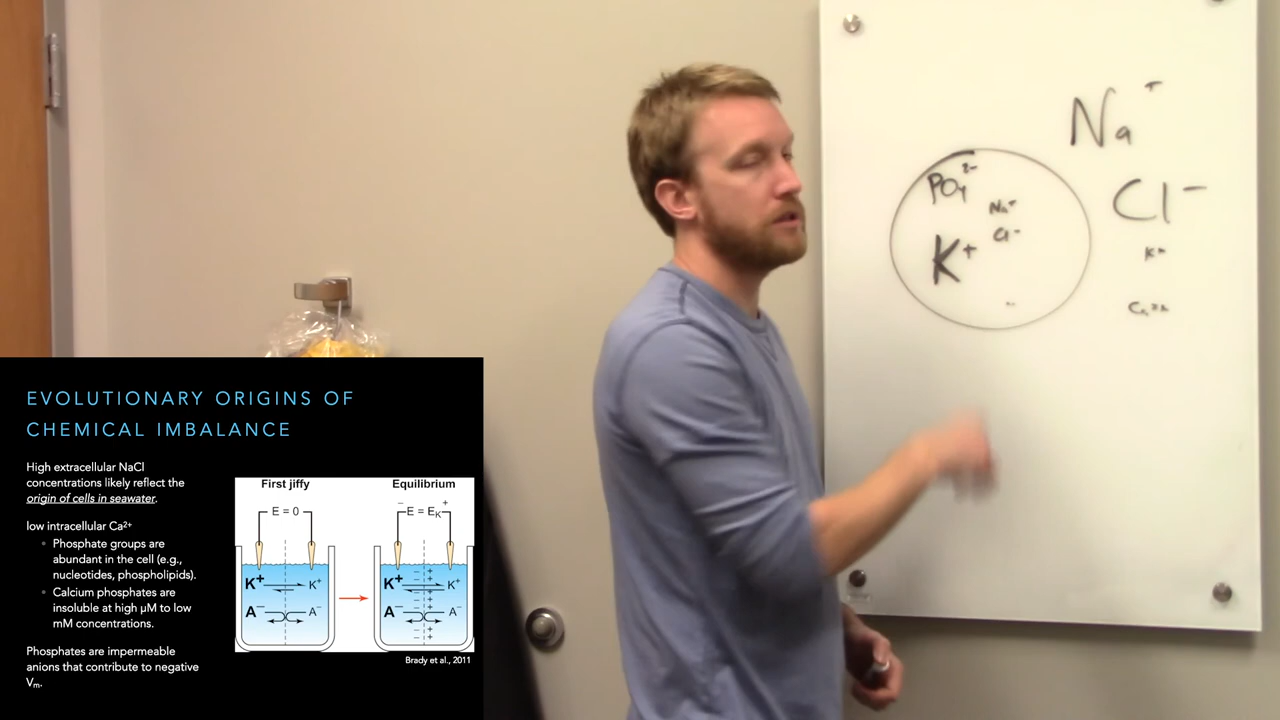 EVOLUTIONARY ORIGINS OF
CHEMICAL IMBALANCE
High extracellular NaCl
concentrations likely reflect the
origin of cells in seawater.
low intracellular Ca²⁺
• Phosphate groups are
abundant in the cell (e.g.,
nucleotides, phospholipids).
• Calcium phosphates are
insoluble at high µM to low
mM concentrations.
Phosphates are impermeable
anions that contribute to negative
Vm.
First jiffy
Equilibrium
E = 0
− E = EK +
K⁺ K⁺
A⁻ A⁻
K⁺ K⁺
A⁻ A⁻
Brady et al., 2011
Na⁺
Cl⁻
K⁺
Ca²⁺
PO₄²⁻
Na⁺
Cl⁻
K⁺